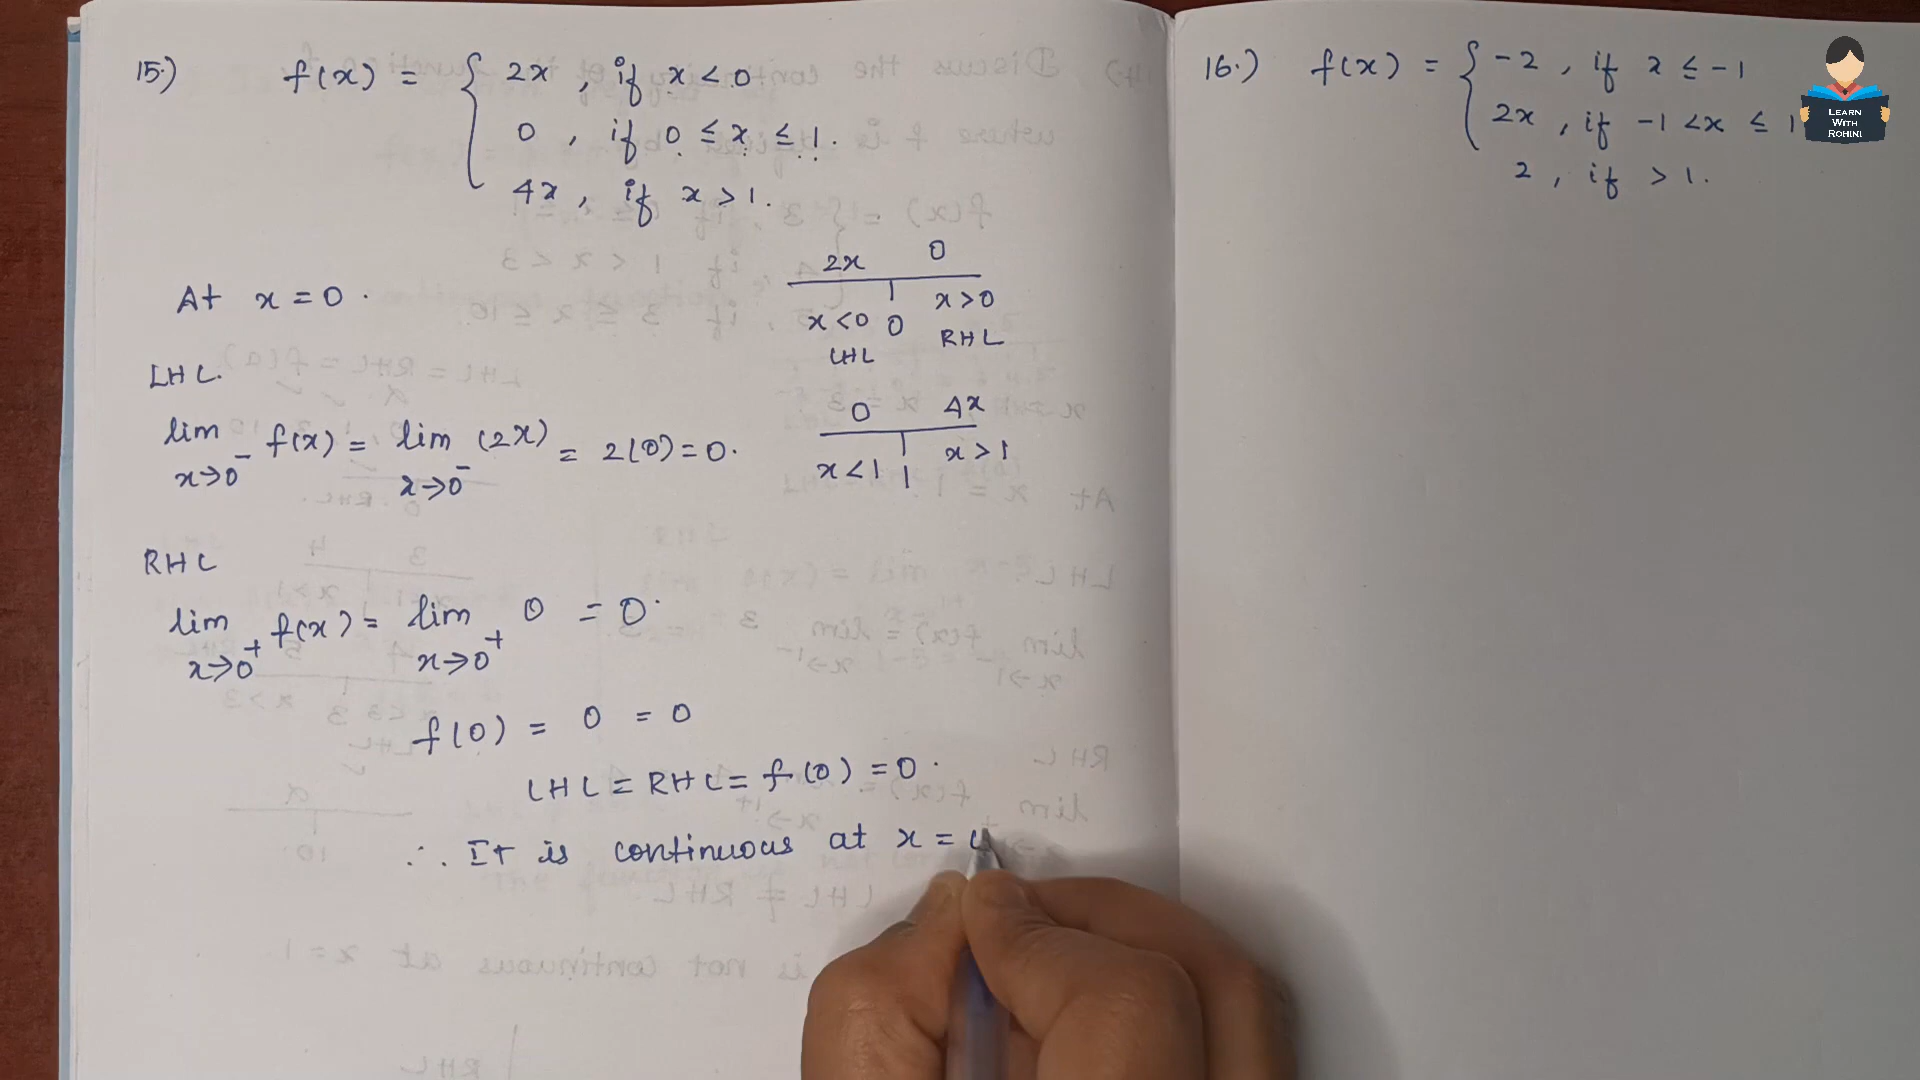 15.) f(x) = { 2x , if x < 0
0 , if 0 ≤ x ≤ 1.
4x , if x > 1.
At x = 0 .
2x 0
x<0 0 x>0
LHL RHL
LHL.
lim x→0⁻ f(x) = lim x→0⁻ (2x) = 2(0) = 0.
0 4x
x<1 1 x>1
RHL
lim x→0⁺ f(x) = lim x→0⁺ 0 = 0.
f(0) = 0 = 0
LHL = RHL = f(0) = 0.
∴ It is continuous at x =
16.) f(x) = { -2 , if x ≤ -1
2x , if -1 < x ≤ 1
2 , if > 1.
LEARN
WITH
ROHINI